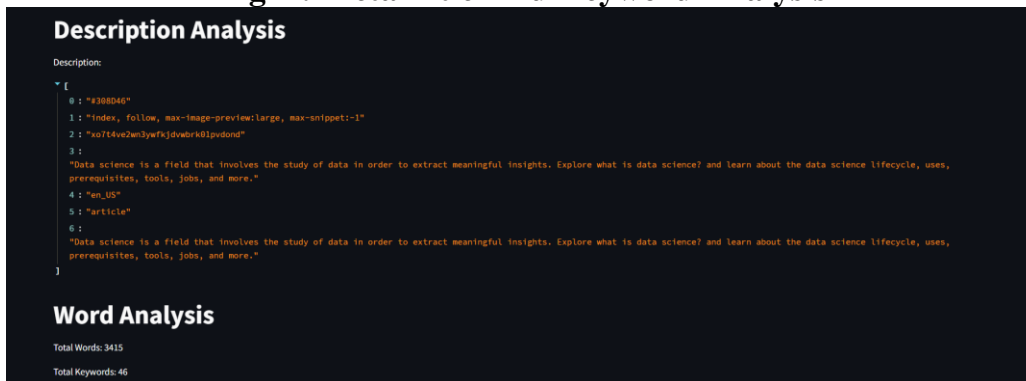 Description Analysis
Description:
[
0 : "#308D46"
1 : "index, follow, max-image-preview:large, max-snippet:-1"
2 : "xo7t4ve2wn3ywfkjdvwbrk01pvdond"
3 :
"Data science is a field that involves the study of data in order to extract meaningful insights. Explore what is data science? and learn about the data science lifecycle, uses,
prerequisites, tools, jobs, and more."
4 : "en_US"
5 : "article"
6 :
"Data science is a field that involves the study of data in order to extract meaningful insights. Explore what is data science? and learn about the data science lifecycle, uses,
prerequisites, tools, jobs, and more."
]
Word Analysis
Total Words: 3415
Total Keywords: 46